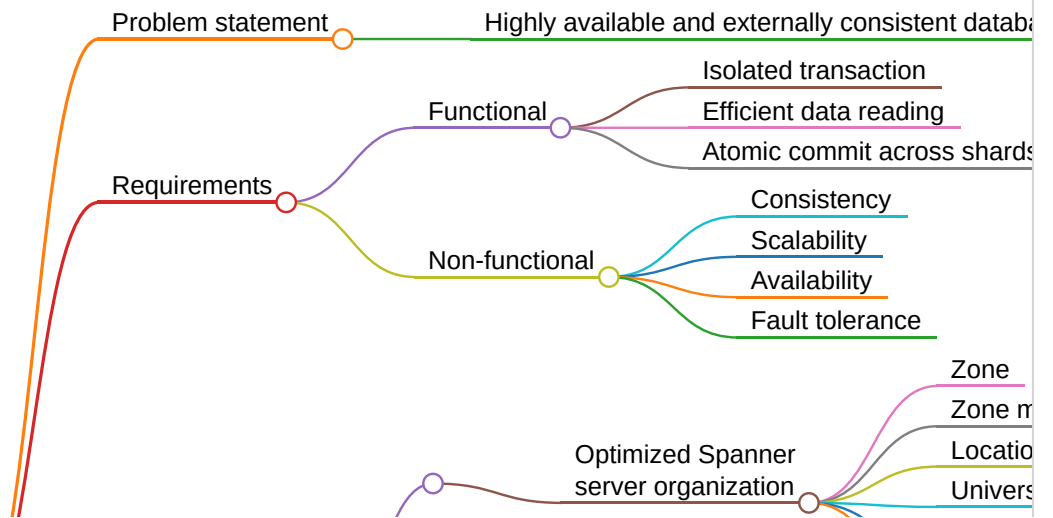 Problem statement
Highly available and externally consistent
Requirements
Functional
Isolated transaction
Efficient data reading
Atomic commit across shards
Non-functional
Consistency
Scalability
Availability
Fault tolerance
Optimized Spanner
server organization
Zone
Zone